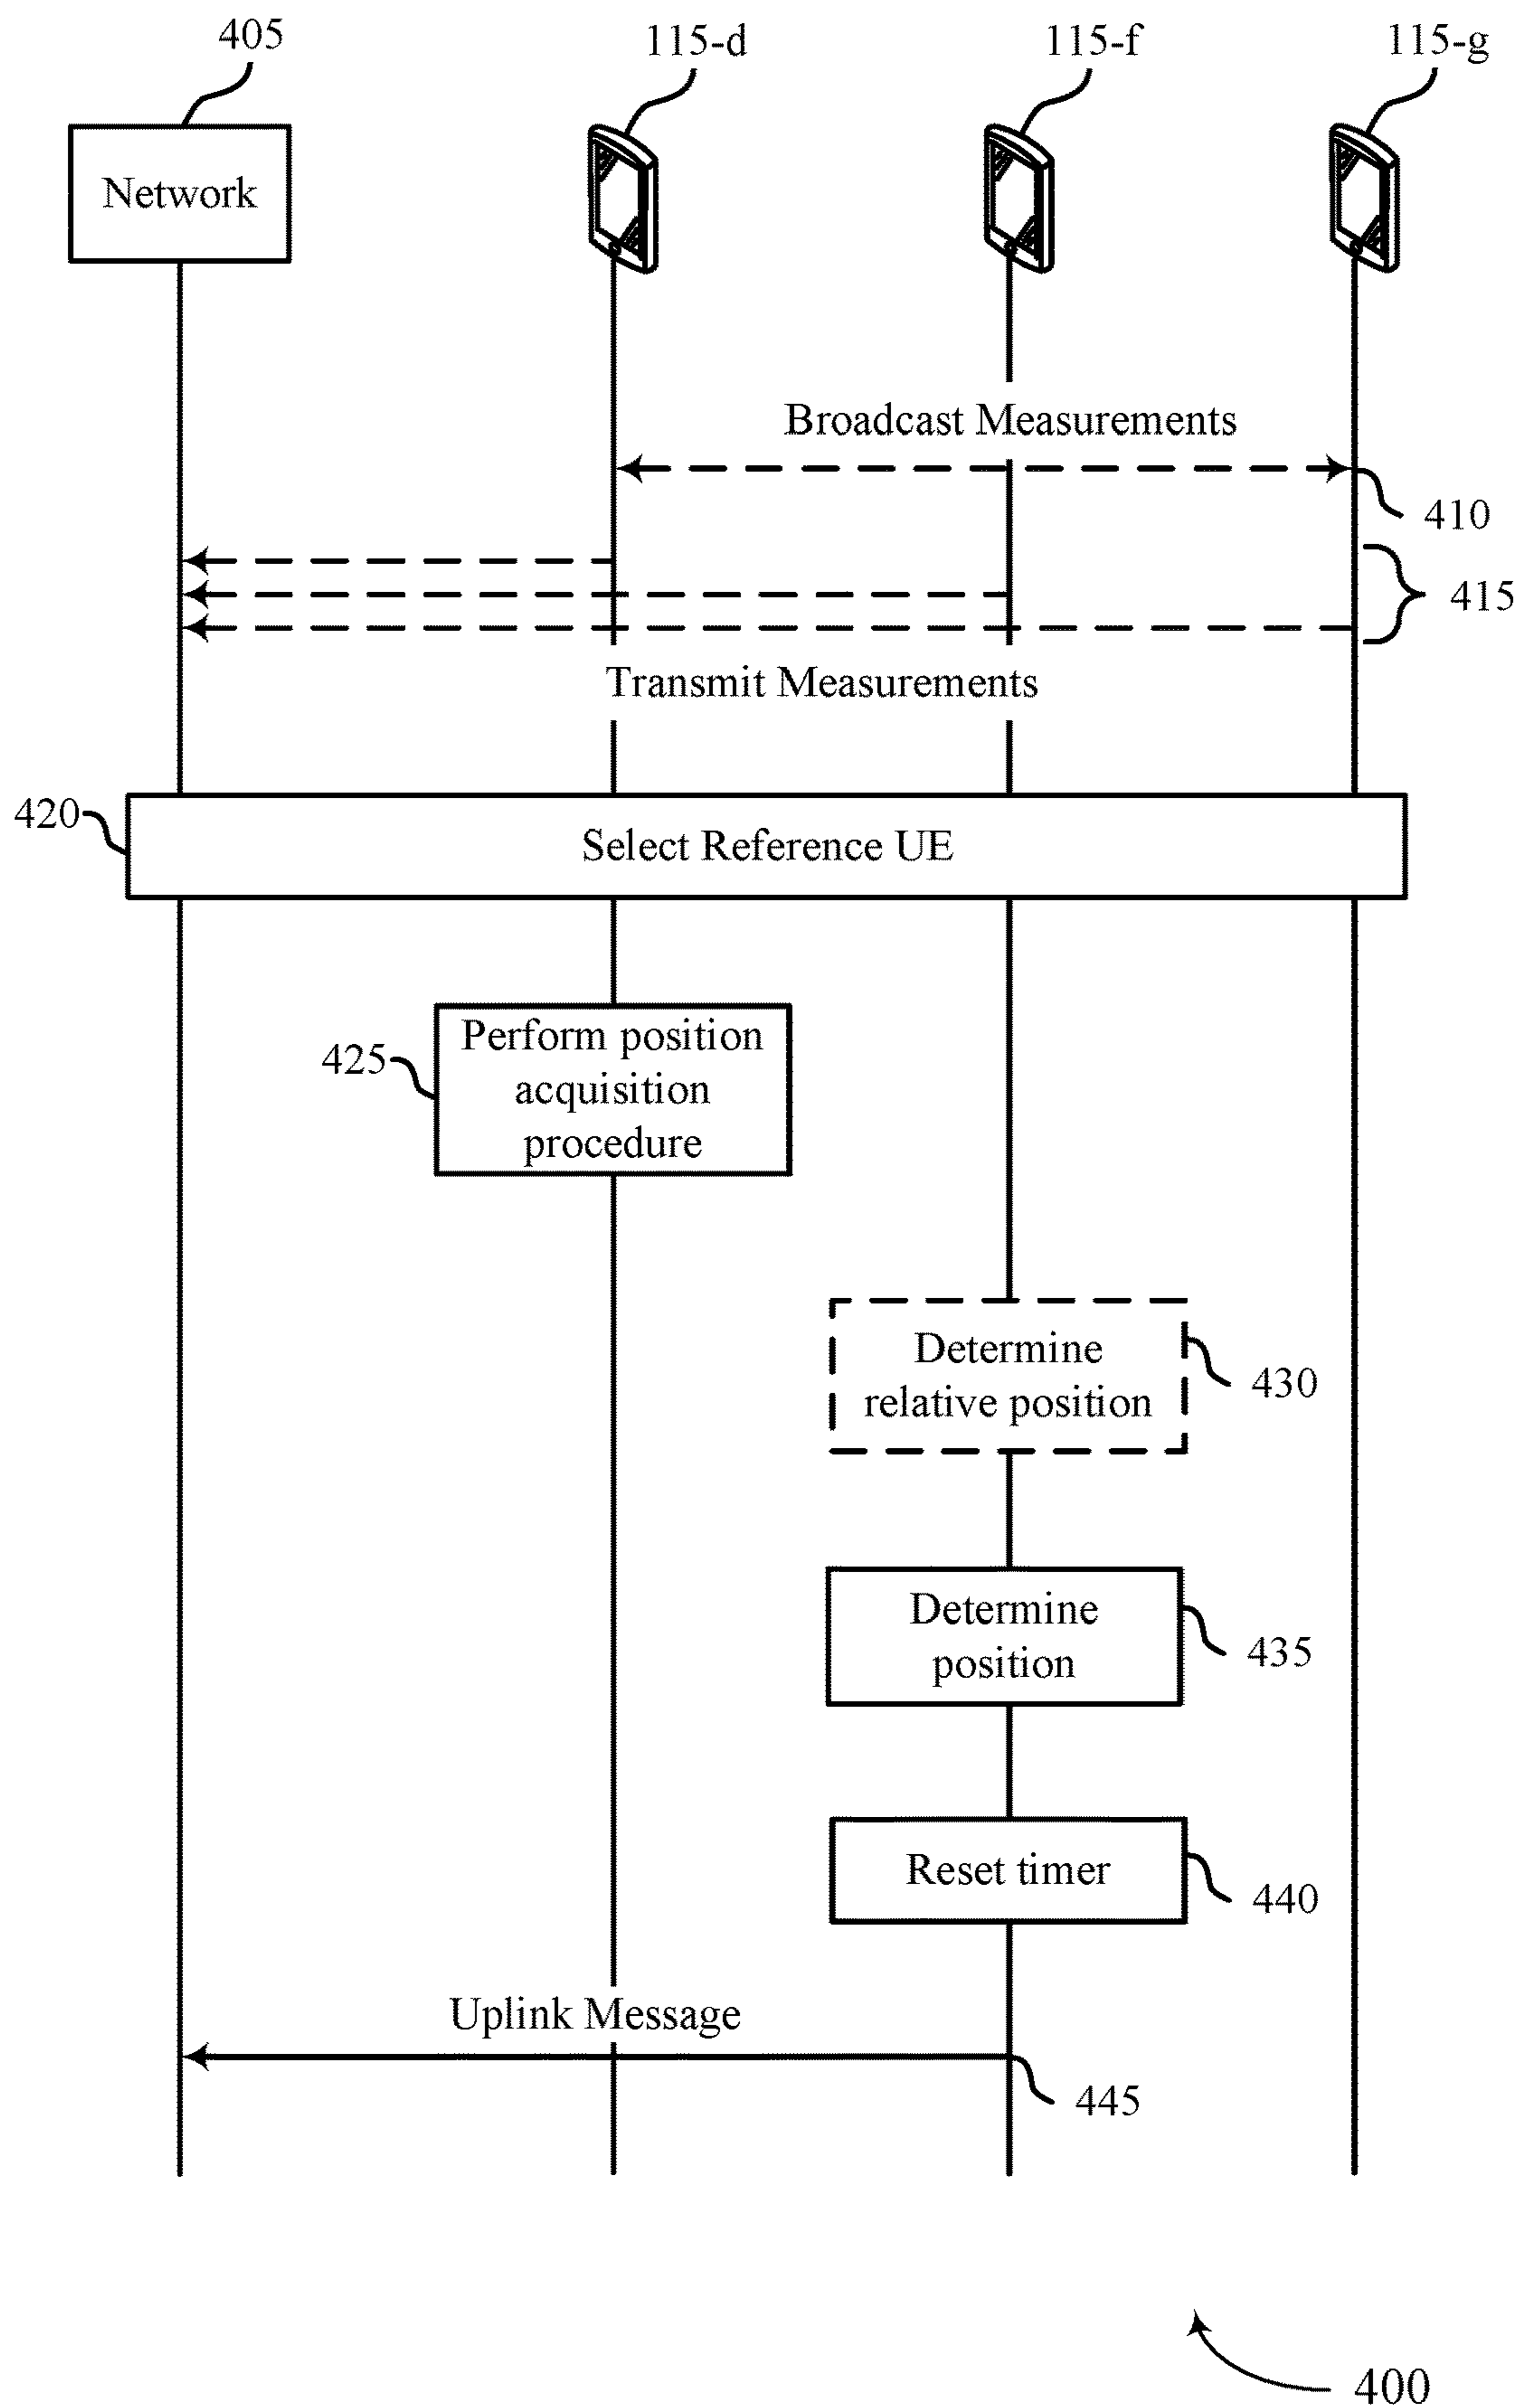 405
115-d
115-f
115-g
Network
Broadcast Measurements
410
415
Transmit Measurements
420
Select Reference UE
425
Perform position
acquisition
procedure
Determine
relative position
430
Determine
position
435
Reset timer
440
Uplink Message
445
400